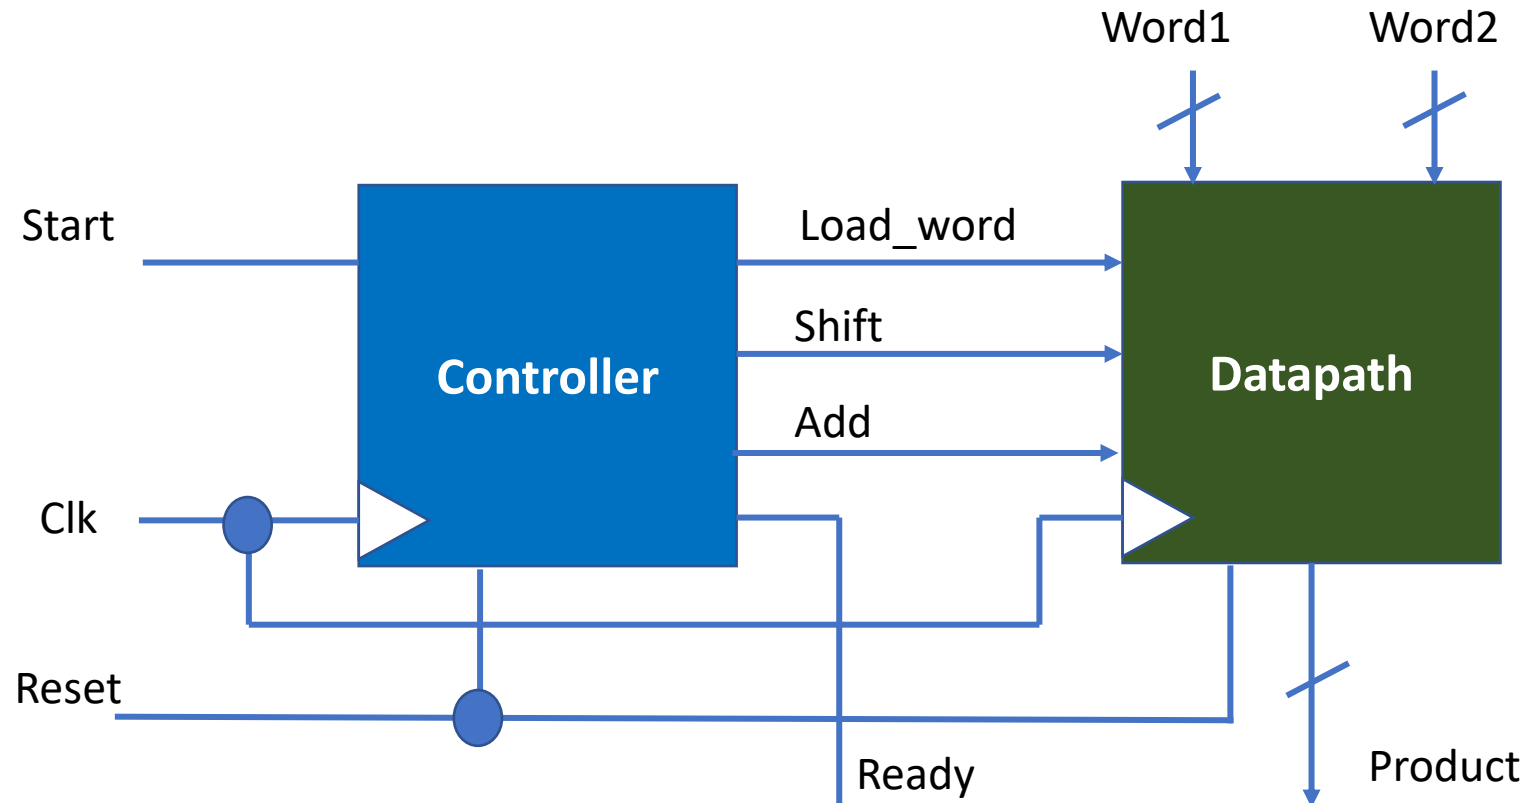 Word1
Word2
Start
Load_word
Shift
Controller
Datapath
Add
Clk
Reset
Ready
Product